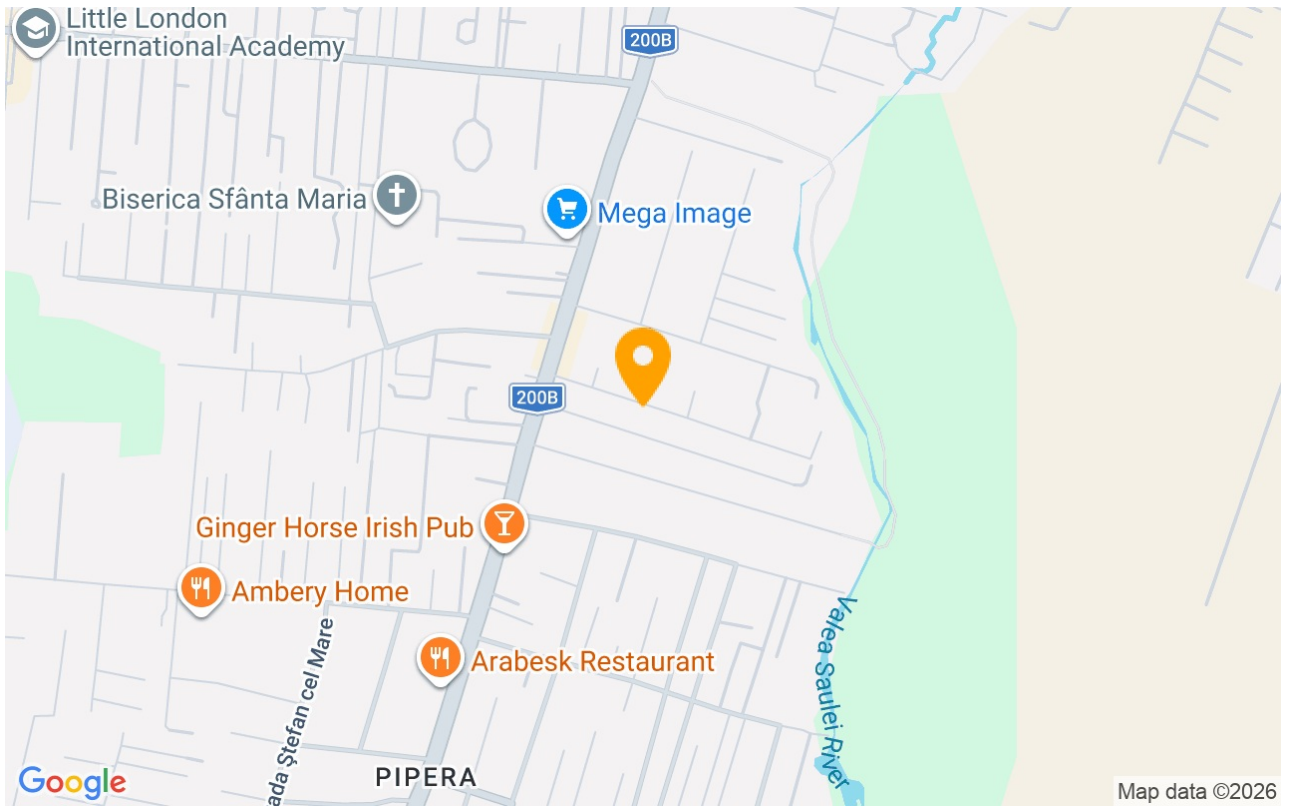 Little London
International Academy
200B
Biserica Sfânta Maria
Mega Image
200B
Ginger Horse Irish Pub
Ambery Home
Arabesk Restaurant
ada Ștefan cel Mare
Valea Saulei River
PIPERA
Google
Map data ©2026